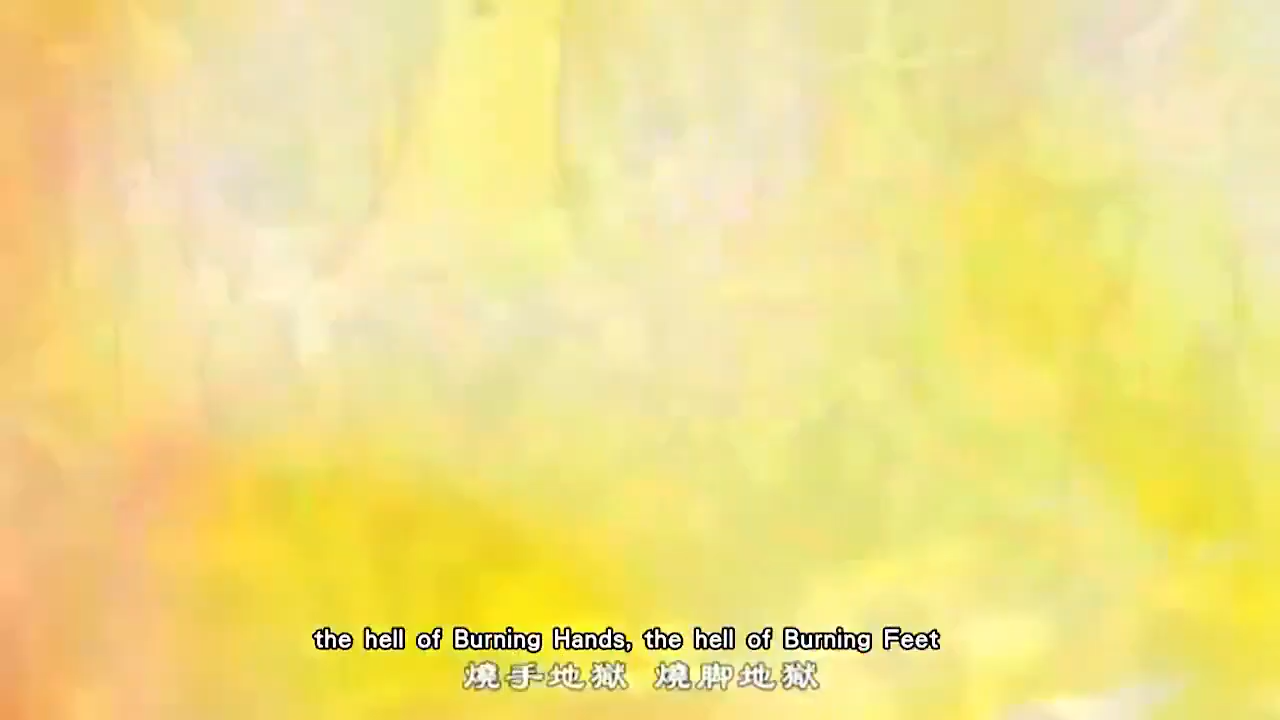 the hell of Burning Hands, the hell of Burning Feet
燒手地獄 燒脚地獄